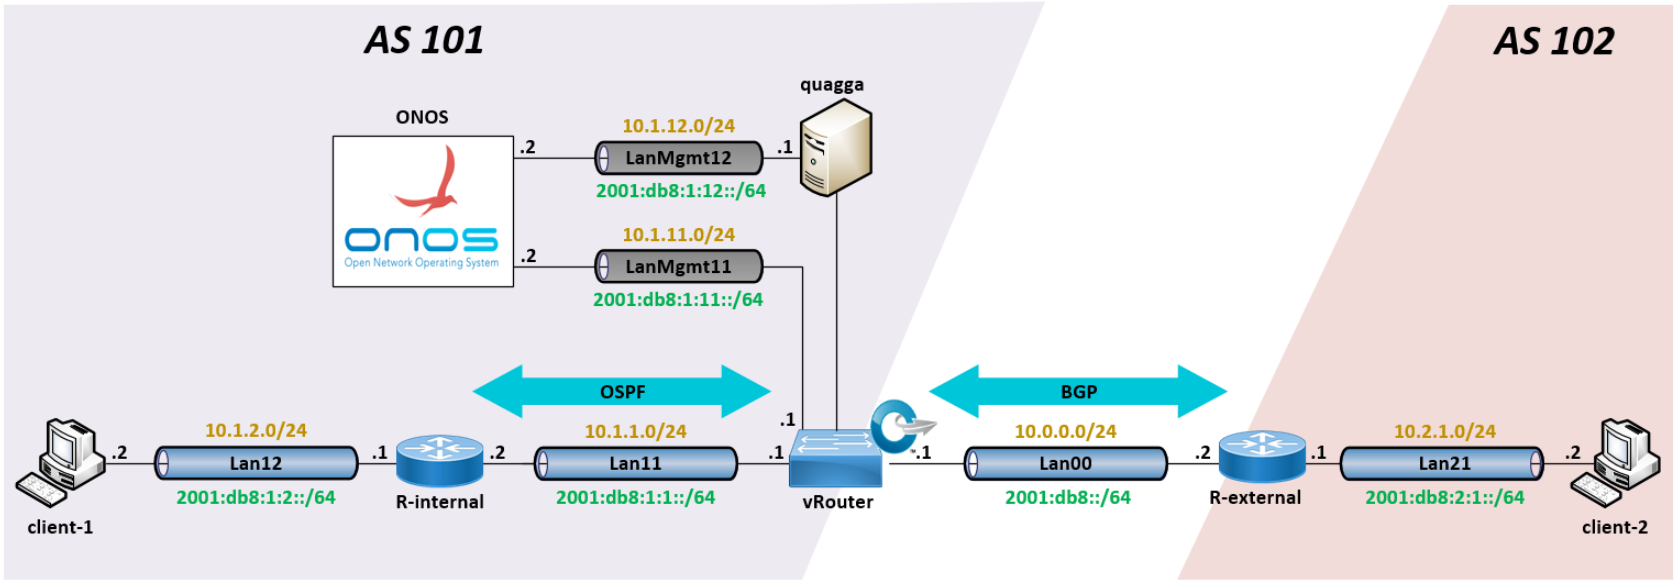 AS 101
AS 102
quagga
ONOS
10.1.12.0/24
.2
LanMgmt12
.1
2001:db8:1:12::/64
onos
Open Network Operating System
10.1.11.0/24
.2
LanMgmt11
2001:db8:1:11::/64
OSPF
BGP
.1
10.1.2.0/24
10.1.1.0/24
10.0.0.0/24
10.2.1.0/24
.2
Lan12
.1
.2
Lan11
.1
.1
Lan00
.2
.1
Lan21
.2
2001:db8:1:2::/64
R-internal
2001:db8:1:1::/64
vRouter
2001:db8::/64
R-external
2001:db8:2:1::/64
client-1
client-2